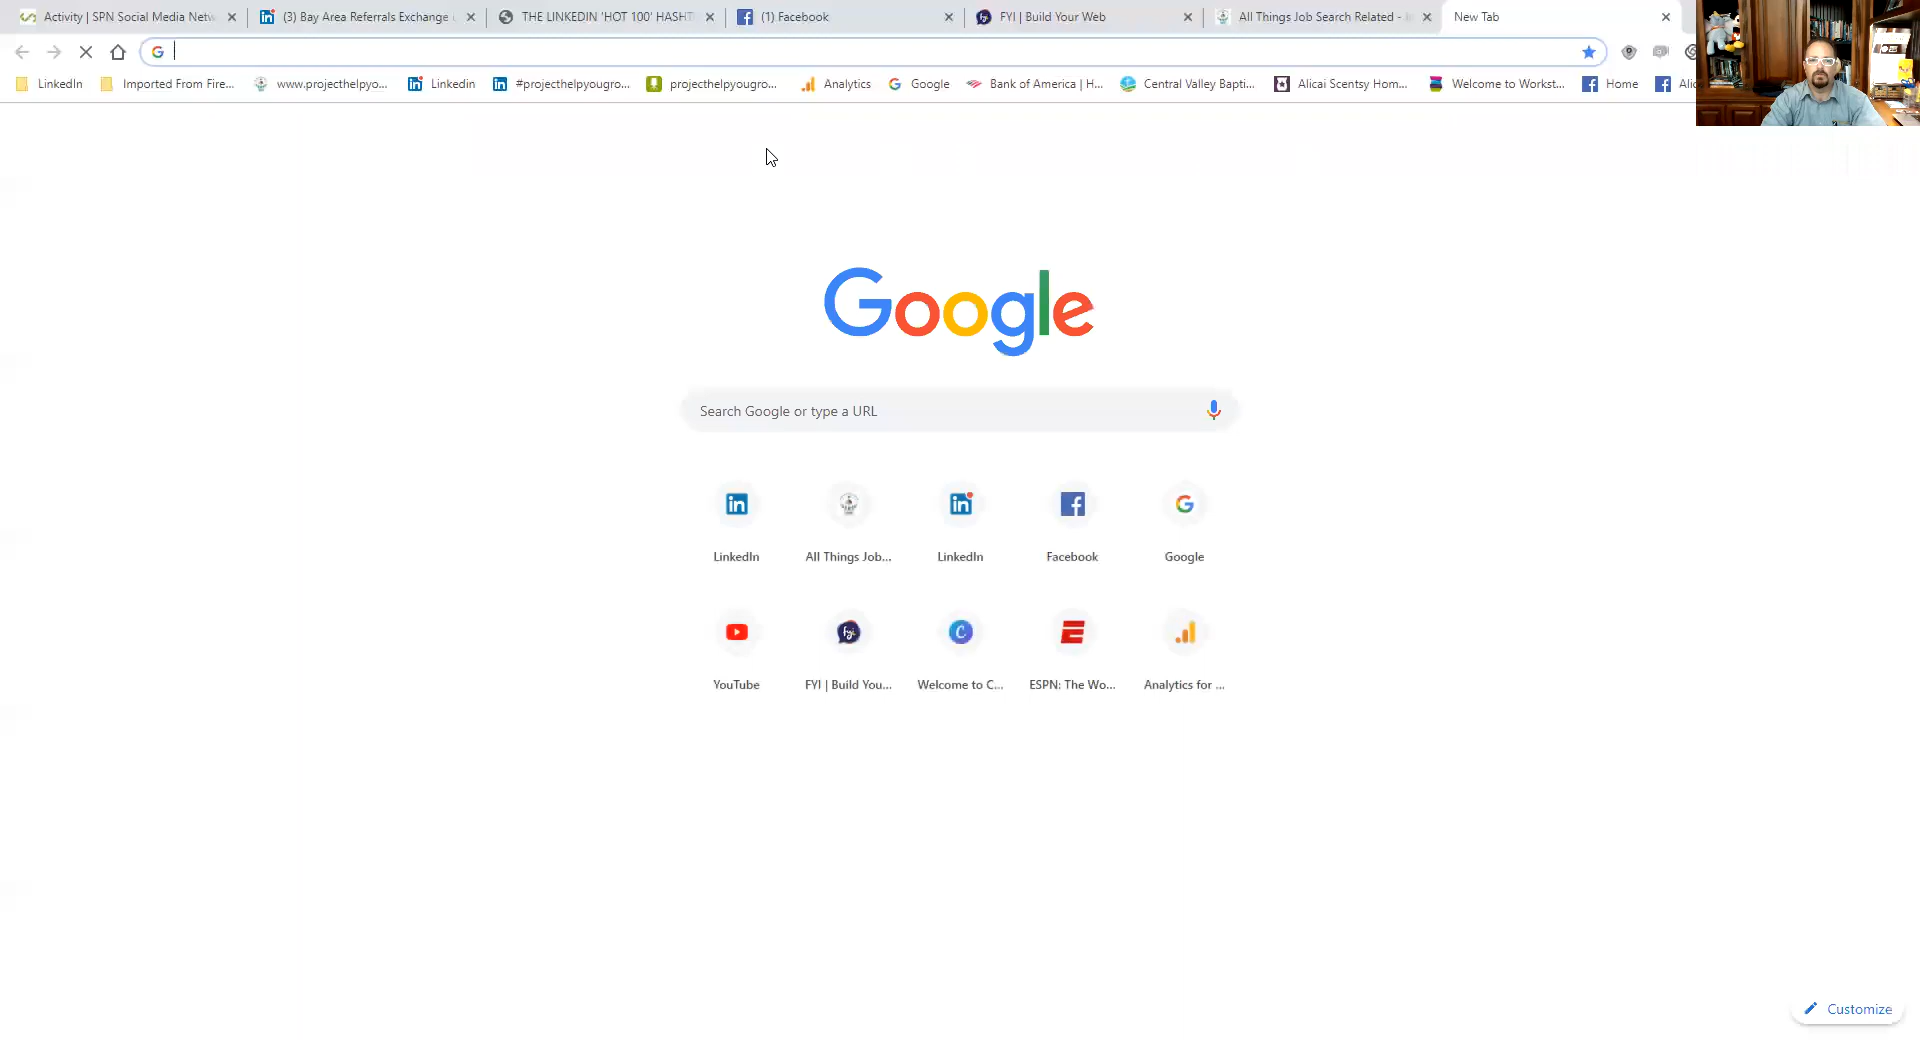 Activity | SPN Social Media Netw
(3) Bay Area Referrals Exchange
THE LINKEDIN 'HOT 100' HASHT
(1) Facebook
FYI | Build Your Web
All Things Job Search Related -
New Tab
LinkedIn
Imported From Fire...
www.projecthelpyo...
Linkedin
#projecthelpyougro...
projecthelpyougro...
Analytics
Google
Bank of America | H...
Central Valley Bapti...
Alicai Scentsy Hom...
Welcome to Workst...
Home
Alic
Google
Search Google or type a URL
LinkedIn
All Things Job...
LinkedIn
Facebook
Google
YouTube
FYI | Build You...
Welcome to C...
ESPN: The Wo...
Analytics for ...
Customize